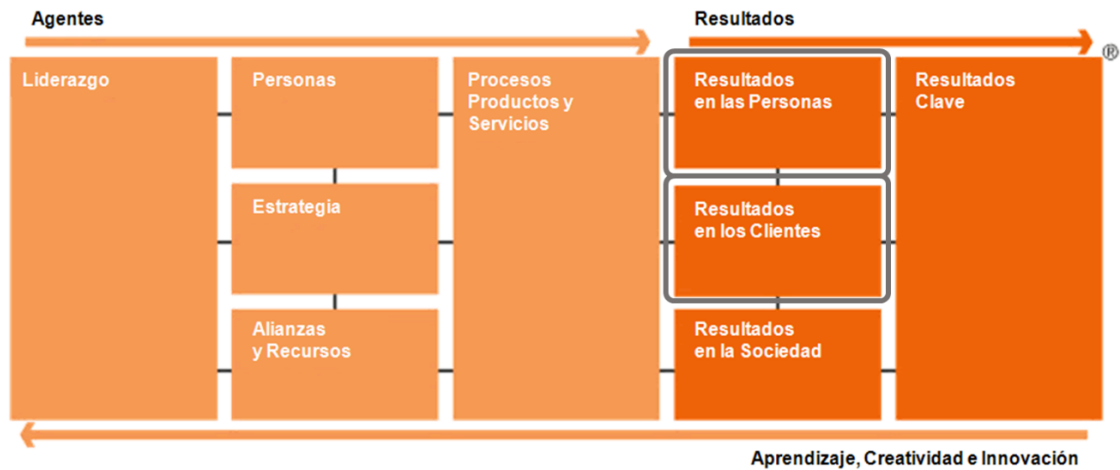 Agentes
Resultados
®
Liderazgo
Personas
Procesos
Productos y
Servicios
Resultados
en las Personas
Resultados
Clave
Estrategia
Resultados
en los Clientes
Alianzas
y Recursos
Resultados
en la Sociedad
Aprendizaje, Creatividad e Innovación